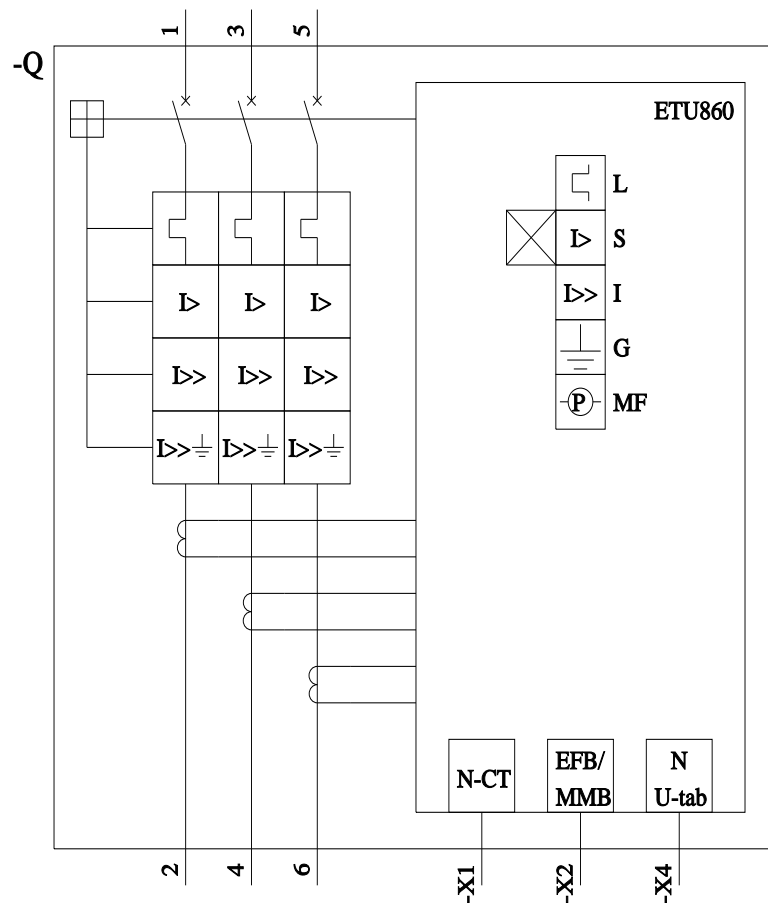 1 3 5
-Q
ETU860
L
I> S
I> I> I>
I>> I
G
I>> I>> I>>
P MF
I>> I>> I>>
N-CT
EFB/
MMB
N
U-tab
2 4 6
-X1 -X2 -X4